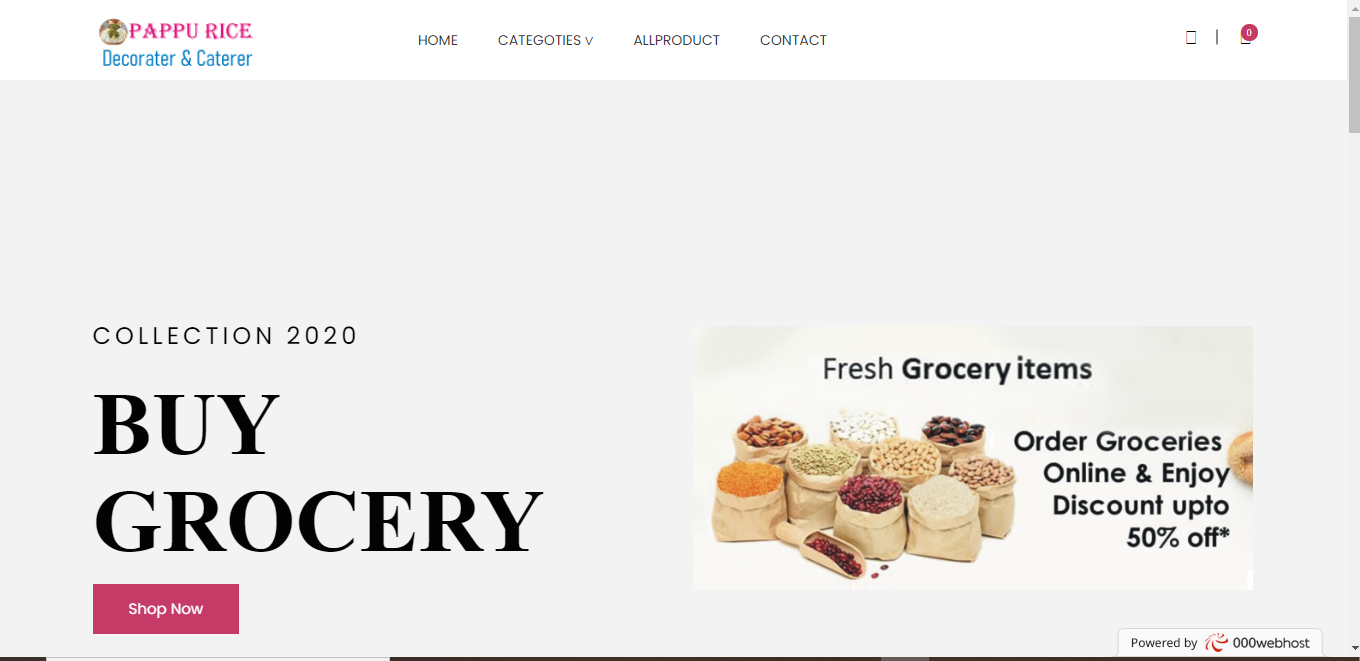 PAPPU RICE
Decorater & Caterer
HOME CATEGOTIES V ALLPRODUCT CONTACT
0
COLLECTION 2020
BUY
GROCERY
Shop Now
Fresh Grocery items
Order Groceries
Online & Enjoy
Discount upto
50% off*
Powered by 000webhost